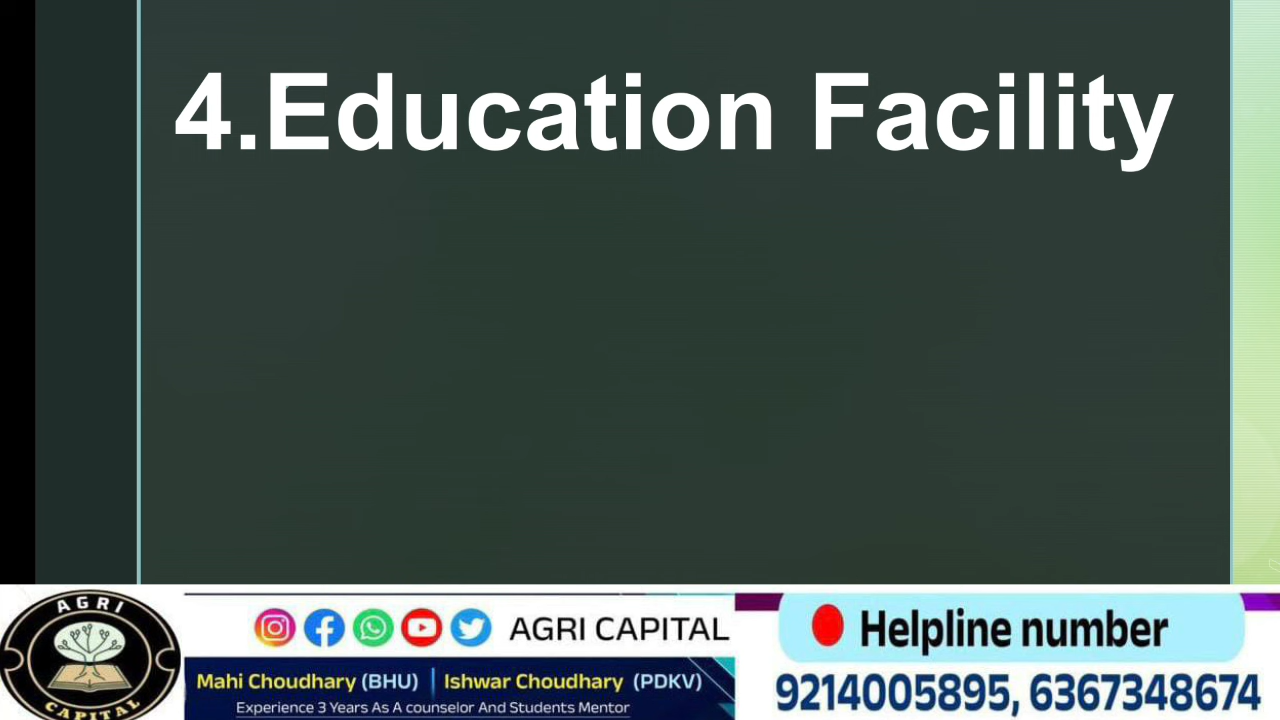 4.Education Facility
AGRI
CAPITAL
AGRI CAPITAL
Mahi Choudhary (BHU) | Ishwar Choudhary (PDKV)
Experience 3 Years As A counselor And Students Mentor
Helpline number
9214005895, 6367348674